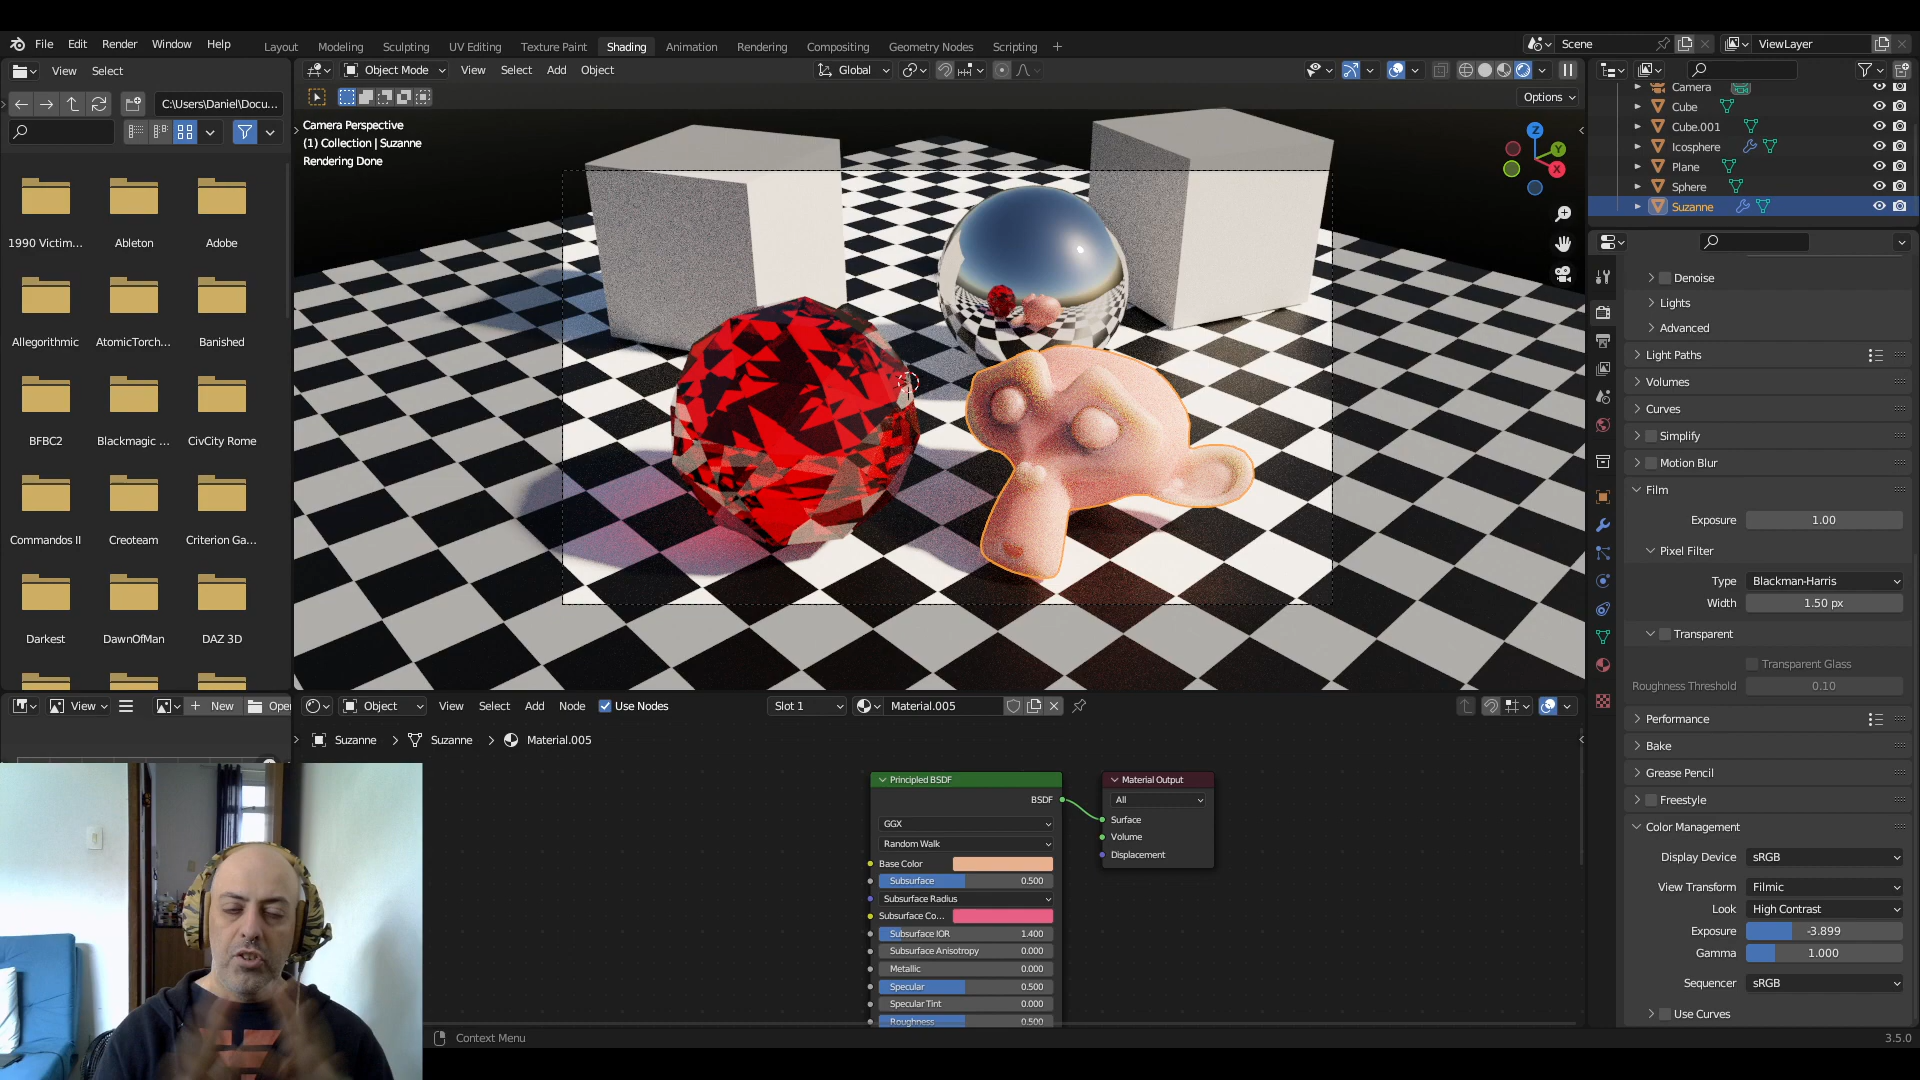 File Edit Render Window Help
Layout Modeling Sculpting UV Editing Texture Paint Shading Animation Rendering Compositing Geometry Nodes Scripting +
Scene
ViewLayer
View Select
Object Mode View Select Add Object
Global
Options
C:\Users\Daniel\Docu...
Camera Perspective
(1) Collection | Suzanne
Rendering Done
Z
Y
X
1990 Victim... Ableton Adobe
Allegorithmic AtomicTorch... Banished
BFBC2 Blackmagic ... CivCity Rome
Commandos II Creoteam Criterion Ga...
Darkest DawnOfMan DAZ 3D
Camera
Cube
Cube.001
Icosphere
Plane
Sphere
Suzanne
Denoise
Lights
Advanced
Light Paths
Volumes
Curves
Simplify
Motion Blur
Film
Exposure 1.00
Pixel Filter
Type Blackman-Harris
Width 1.50 px
Transparent
Transparent Glass
Roughness Threshold 0.10
Performance
Bake
Grease Pencil
Freestyle
Color Management
Display Device sRGB
View Transform Filmic
Look High Contrast
Exposure -3.899
Gamma 1.000
Sequencer sRGB
Use Curves
View + New Open
Object View Select Add Node Use Nodes
Slot 1 Material.005
Suzanne > Suzanne > Material.005
Principled BSDF
BSDF
GGX
Random Walk
Base Color
Subsurface 0.500
Subsurface Radius
Subsurface Co...
Subsurface IOR 1.400
Subsurface Anisotropy 0.000
Metallic 0.000
Specular 0.500
Specular Tint 0.000
Roughness 0.500
Material Output
All
Surface
Volume
Displacement
Context Menu
3.5.0